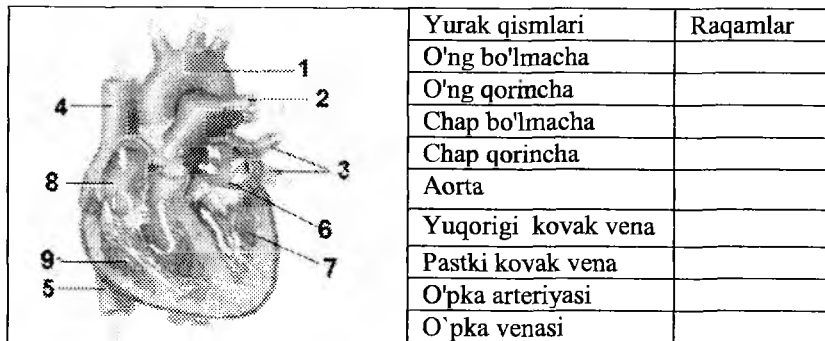 1
2
4
3
8
6
7
9
5
Yurak qismlari Raqamlar
O'ng bo'lmacha
O'ng qorincha
Chap bo'lmacha
Chap qorincha
Aorta
Yuqorigi kovak vena
Pastki kovak vena
O'pka arteriyasi
O`pka venasi